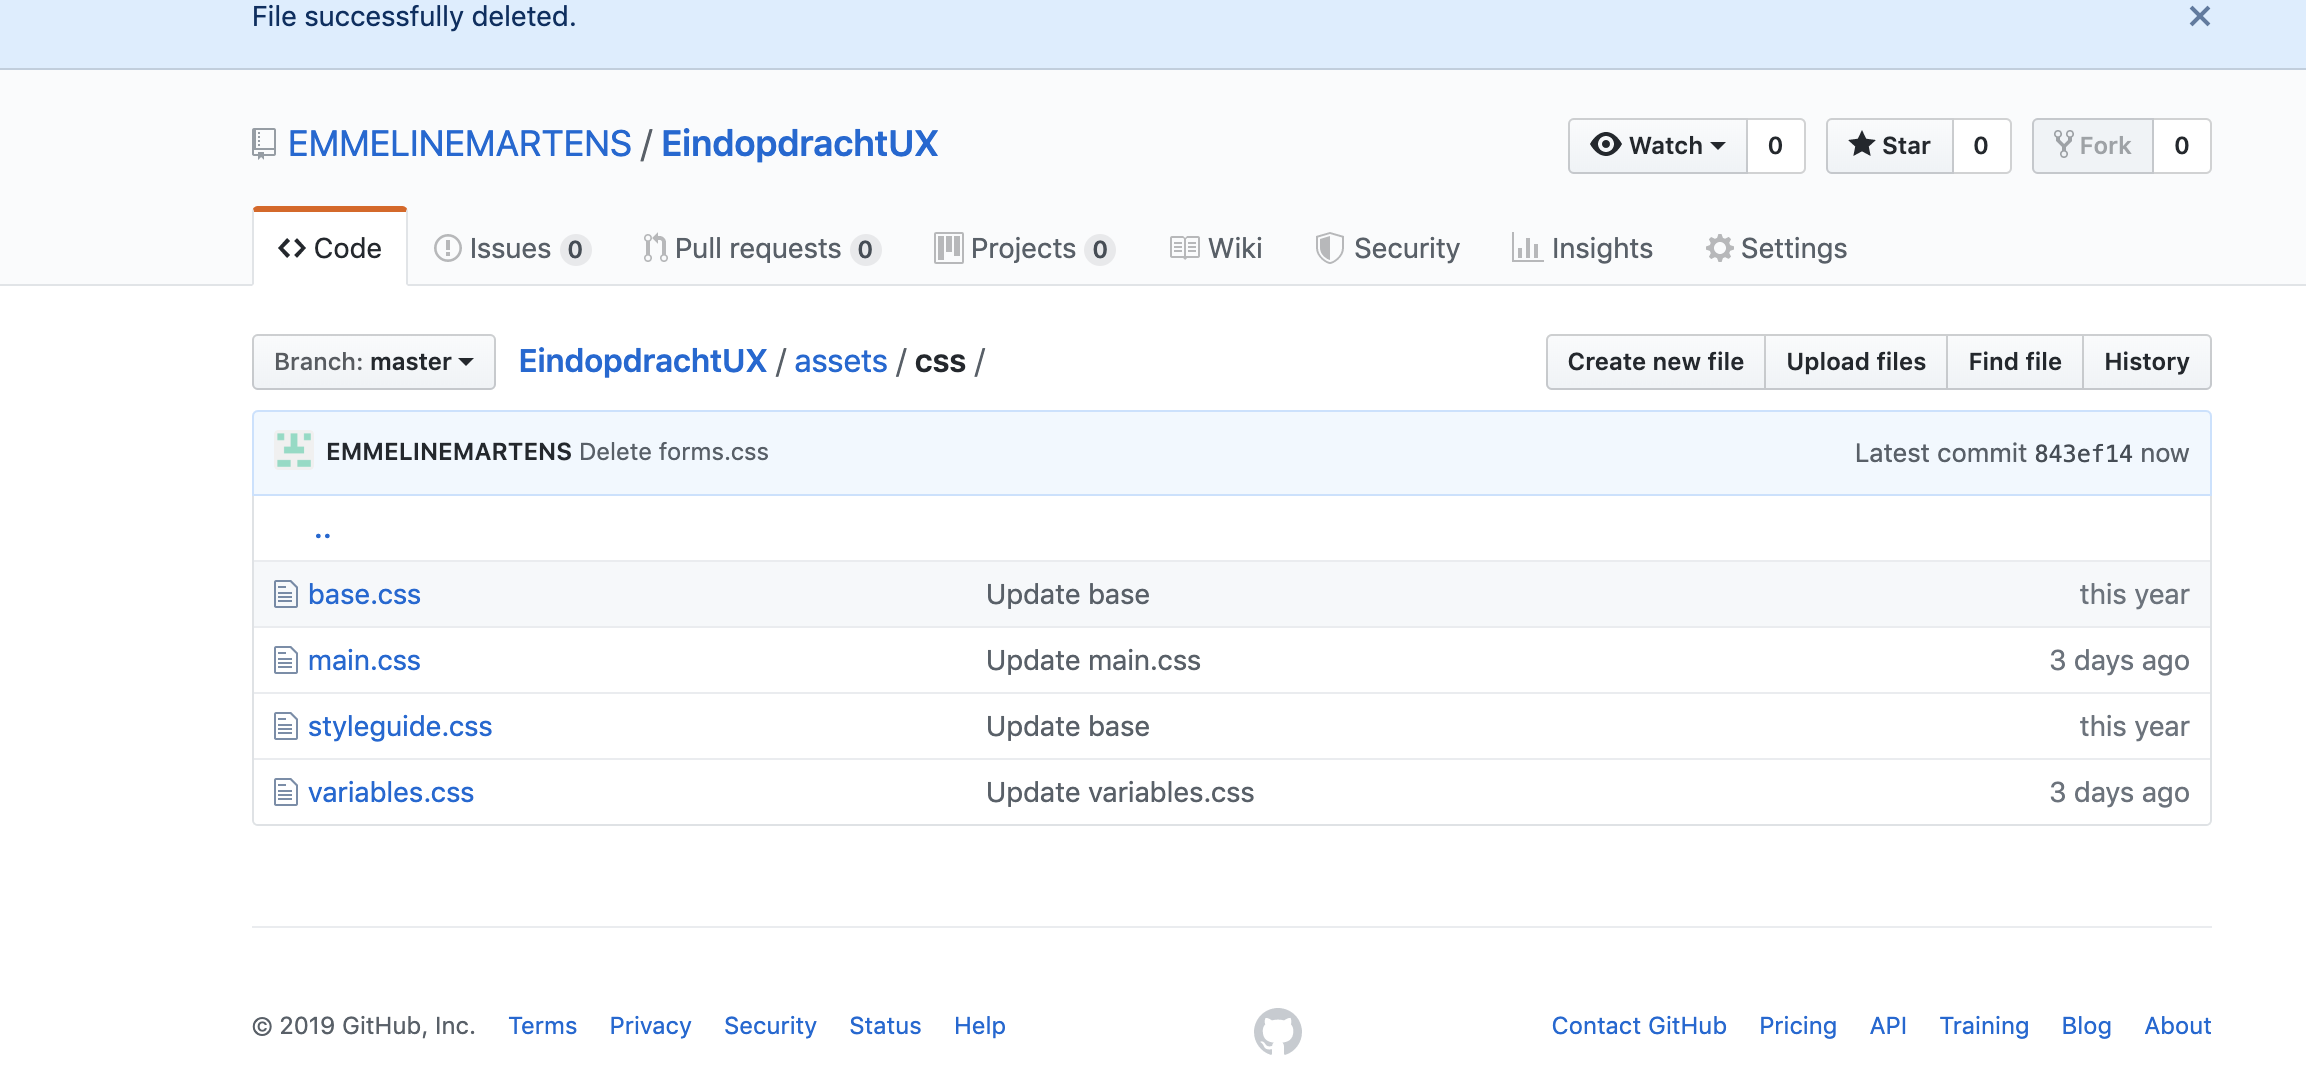 File successfully deleted.
EMMELINEMARTENS / EindopdrachtUX
Watch 0 Star 0 Fork 0
Code Issues 0 Pull requests 0 Projects 0 Wiki Security Insights Settings
Branch: master EindopdrachtUX / assets / css / Create new file Upload files Find file History
EMMELINEMARTENS Delete forms.css Latest commit 843ef14 now
..
base.css Update base this year
main.css Update main.css 3 days ago
styleguide.css Update base this year
variables.css Update variables.css 3 days ago
© 2019 GitHub, Inc. Terms Privacy Security Status Help Contact GitHub Pricing API Training Blog About